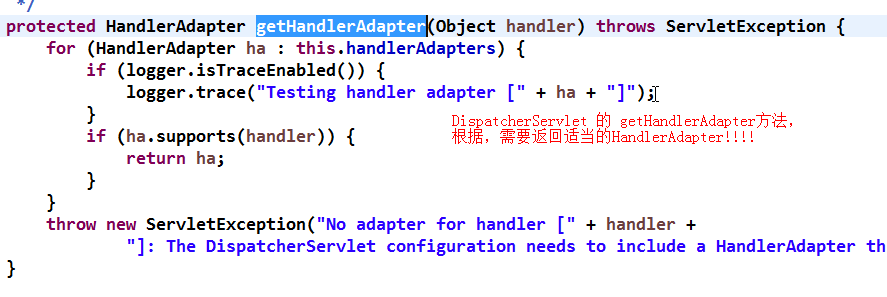 */
protected HandlerAdapter getHandlerAdapter(Object handler) throws ServletException {
for (HandlerAdapter ha : this.handlerAdapters) {
if (logger.isTraceEnabled()) {
logger.trace("Testing handler adapter [" + ha + "]");
}
DispatcherServlet 的 getHandlerAdapter方法，
根据，需要返回适当的HandlerAdapter!!!!
if (ha.supports(handler)) {
return ha;
}
}
throw new ServletException("No adapter for handler [" + handler +
"]: The DispatcherServlet configuration needs to include a HandlerAdapter th
}